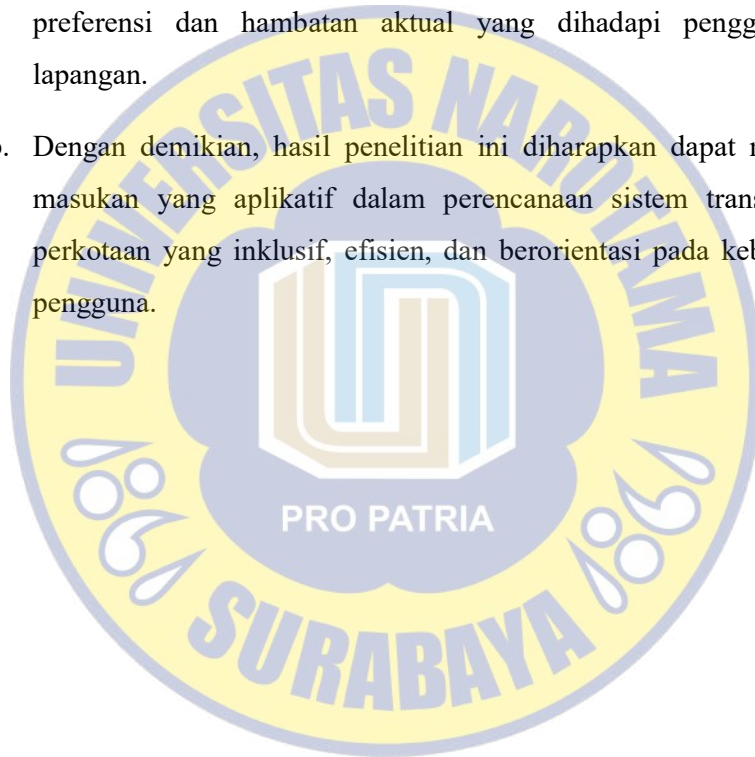 preferensi dan hambatan aktual yang dihadapi
lapangan.
Dengan demikian, hasil penelitian ini diharapkan dapat
masukan yang aplikatif dalam perencanaan sistem
perkotaan yang inklusif, efisien, dan berorientasi pada
pengguna.
UNIVERSITAS NAROTAMA
PRO PATRIA
SURABAYA